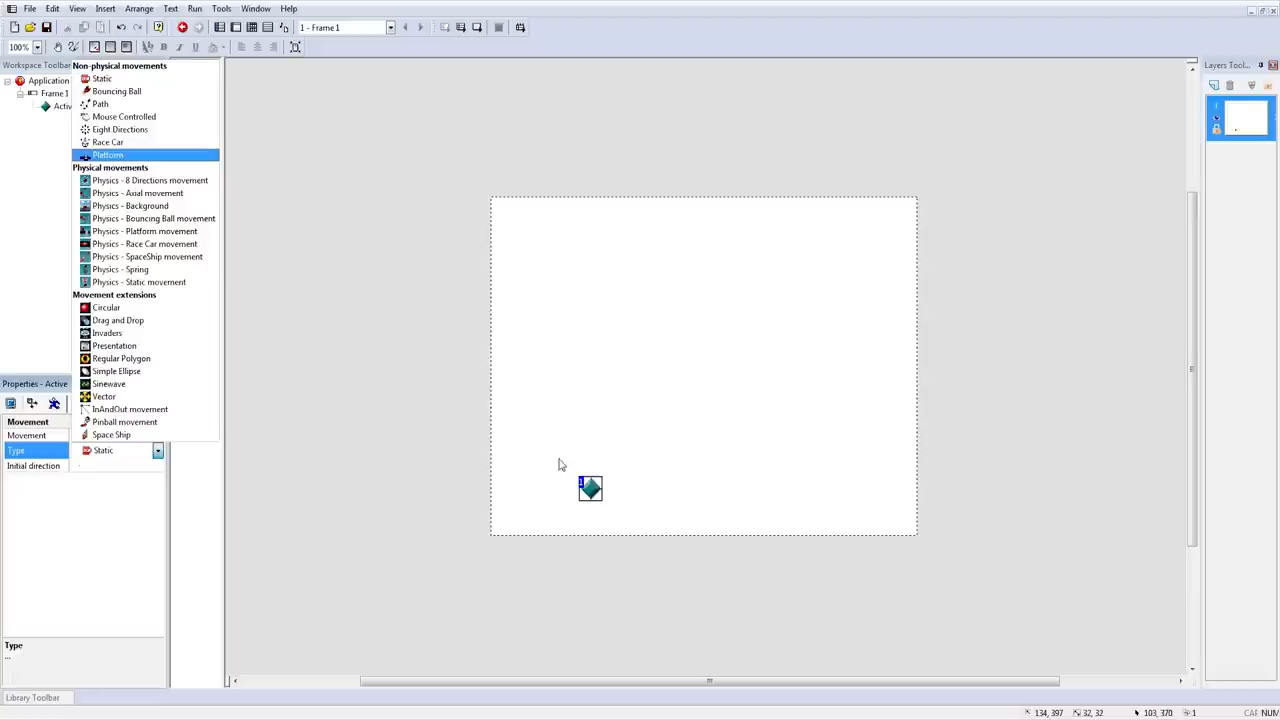 File Edit View Insert Arrange Text Run Tools Window Help
1 - Frame 1
100%
Workspace Toolbar
Application
Frame 1
Activ
Non-physical movements
Static
Bouncing Ball
Path
Mouse Controlled
Eight Directions
Race Car
Platform
Physical movements
Physics - 8 Directions movement
Physics - Axial movement
Physics - Background
Physics - Bouncing Ball movement
Physics - Platform movement
Physics - Race Car movement
Physics - SpaceShip movement
Physics - Spring
Physics - Static movement
Movement extensions
Circular
Drag and Drop
Invaders
Presentation
Regular Polygon
Simple Ellipse
Sinewave
Vector
InAndOut movement
Pinball movement
Space Ship
Properties - Active
Movement
Movement
Type Static
Initial direction
Type
...
Library Toolbar
Layers Tool...
1
1
134, 397 32, 32 103, 370 1 CAF NUM